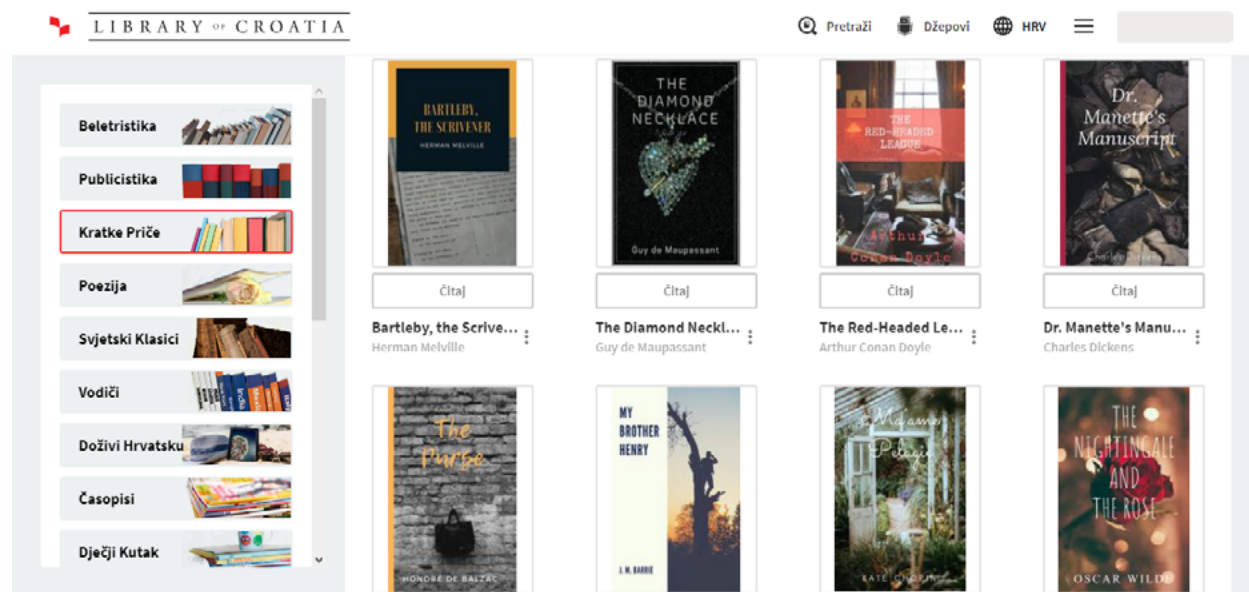 LIBRARY OF CROATIA
Pretraži
Džepovi
HRV
Beletristika
Publicistika
Kratke Priče
Poezija
Svjetski Klasici
Vodiči
Doživi Hrvatsku
Časopisi
Dječji Kutak
BARTLEBY,
THE SCRIVENER
HERMAN MELVILLE
Čitaj
Bartleby, the Scrive...
Herman Melville
THE
DIAMOND
NECKLACE
Guy de Maupassant
Čitaj
The Diamond Neckl...
Guy de Maupassant
THE
RED-HEADED
LEAGUE
Arthur
Conan Doyle
Čitaj
The Red-Headed Le...
Arthur Conan Doyle
Dr.
Manette's
Manuscript
Charles Dickens
Čitaj
Dr. Manette's Manu...
Charles Dickens
The
Purse
HONORE DE BALZAC
MY
BROTHER
HENRY
J. M. BARRIE
Ma'ame
Pelagie
KATE CHOPIN
THE
NIGHTINGALE
AND
THE ROSE
OSCAR WILDE